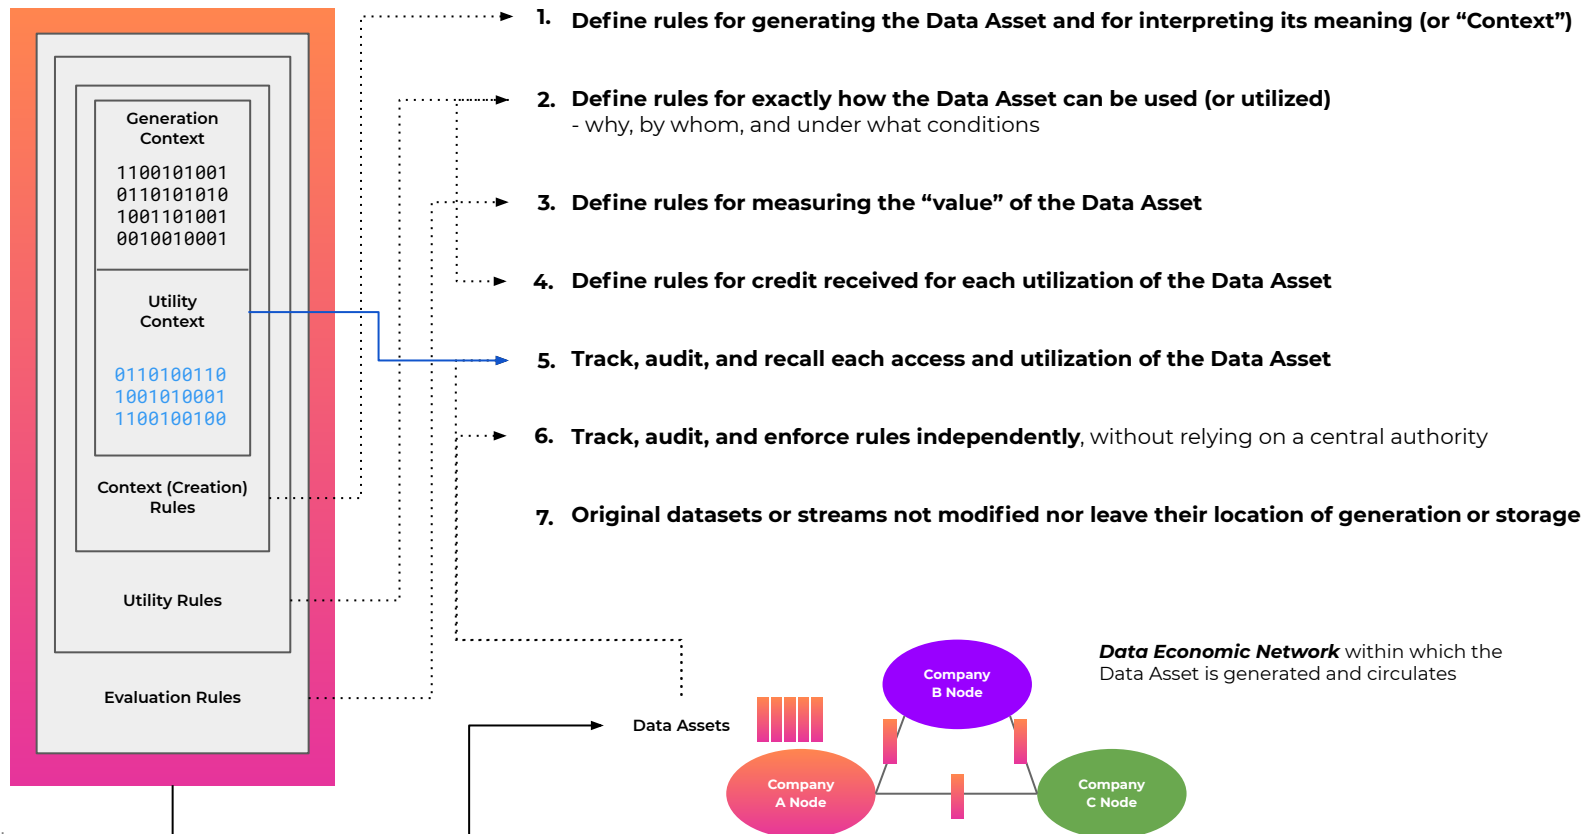 Generation
Context
1100101001
0110101010
1001101001
0010010001
Utility
Context
0110100110
1001010001
1100100100
Context (Creation)
Rules
Utility Rules
Evaluation Rules
1. Define rules for generating the Data Asset and for interpreting its meaning (or “Context”)
2. Define rules for exactly how the Data Asset can be used (or utilized)
- why, by whom, and under what conditions
3. Define rules for measuring the “value” of the Data Asset
4. Define rules for credit received for each utilization of the Data Asset
5. Track, audit, and recall each access and utilization of the Data Asset
6. Track, audit, and enforce rules independently, without relying on a central authority
7. Original datasets or streams not modified nor leave their location of generation or storage
Data Economic Network within which the
Data Asset is generated and circulates
Data Assets
Company
B Node
Company
A Node
Company
C Node